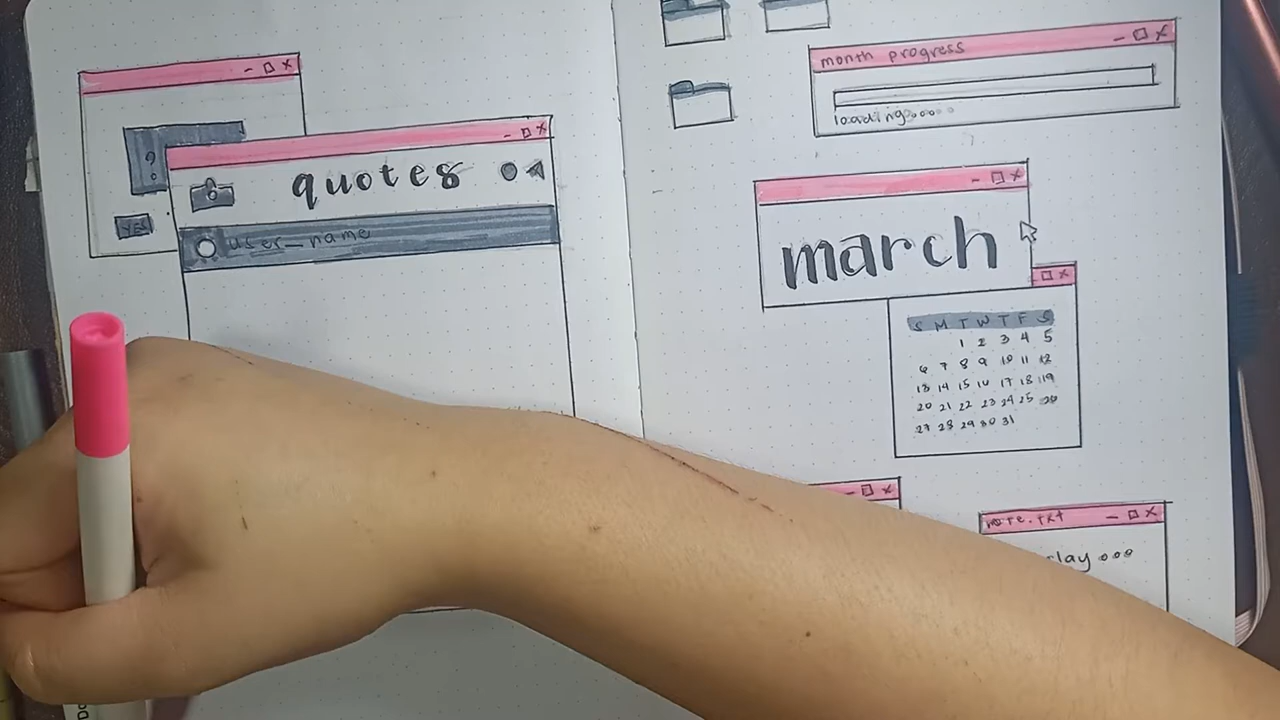 ?
YES
quotes
user_name
month progress
loading....
march
S M T W T F S
1 2 3 4 5
6 7 8 9 10 11 12
13 14 15 16 17 18 19
20 21 22 23 24 25 26
27 28 29 30 31
note.txt